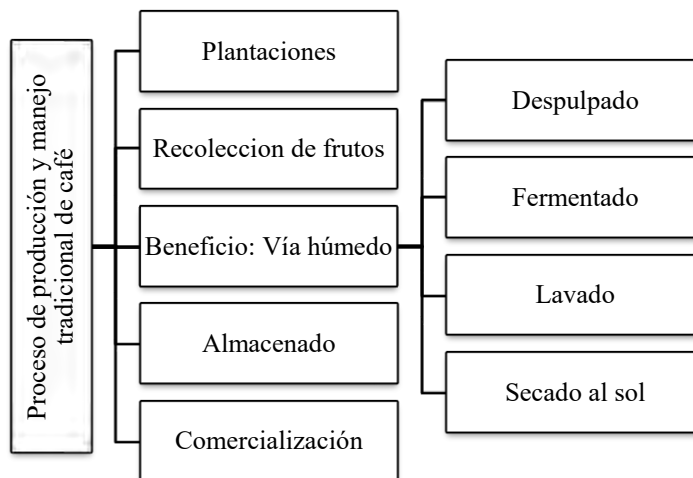 Proceso de producción y manejo
tradicional de café
Plantaciones
Recoleccion de frutos
Beneficio: Vía húmedo
Almacenado
Comercialización
Despulpado
Fermentado
Lavado
Secado al sol